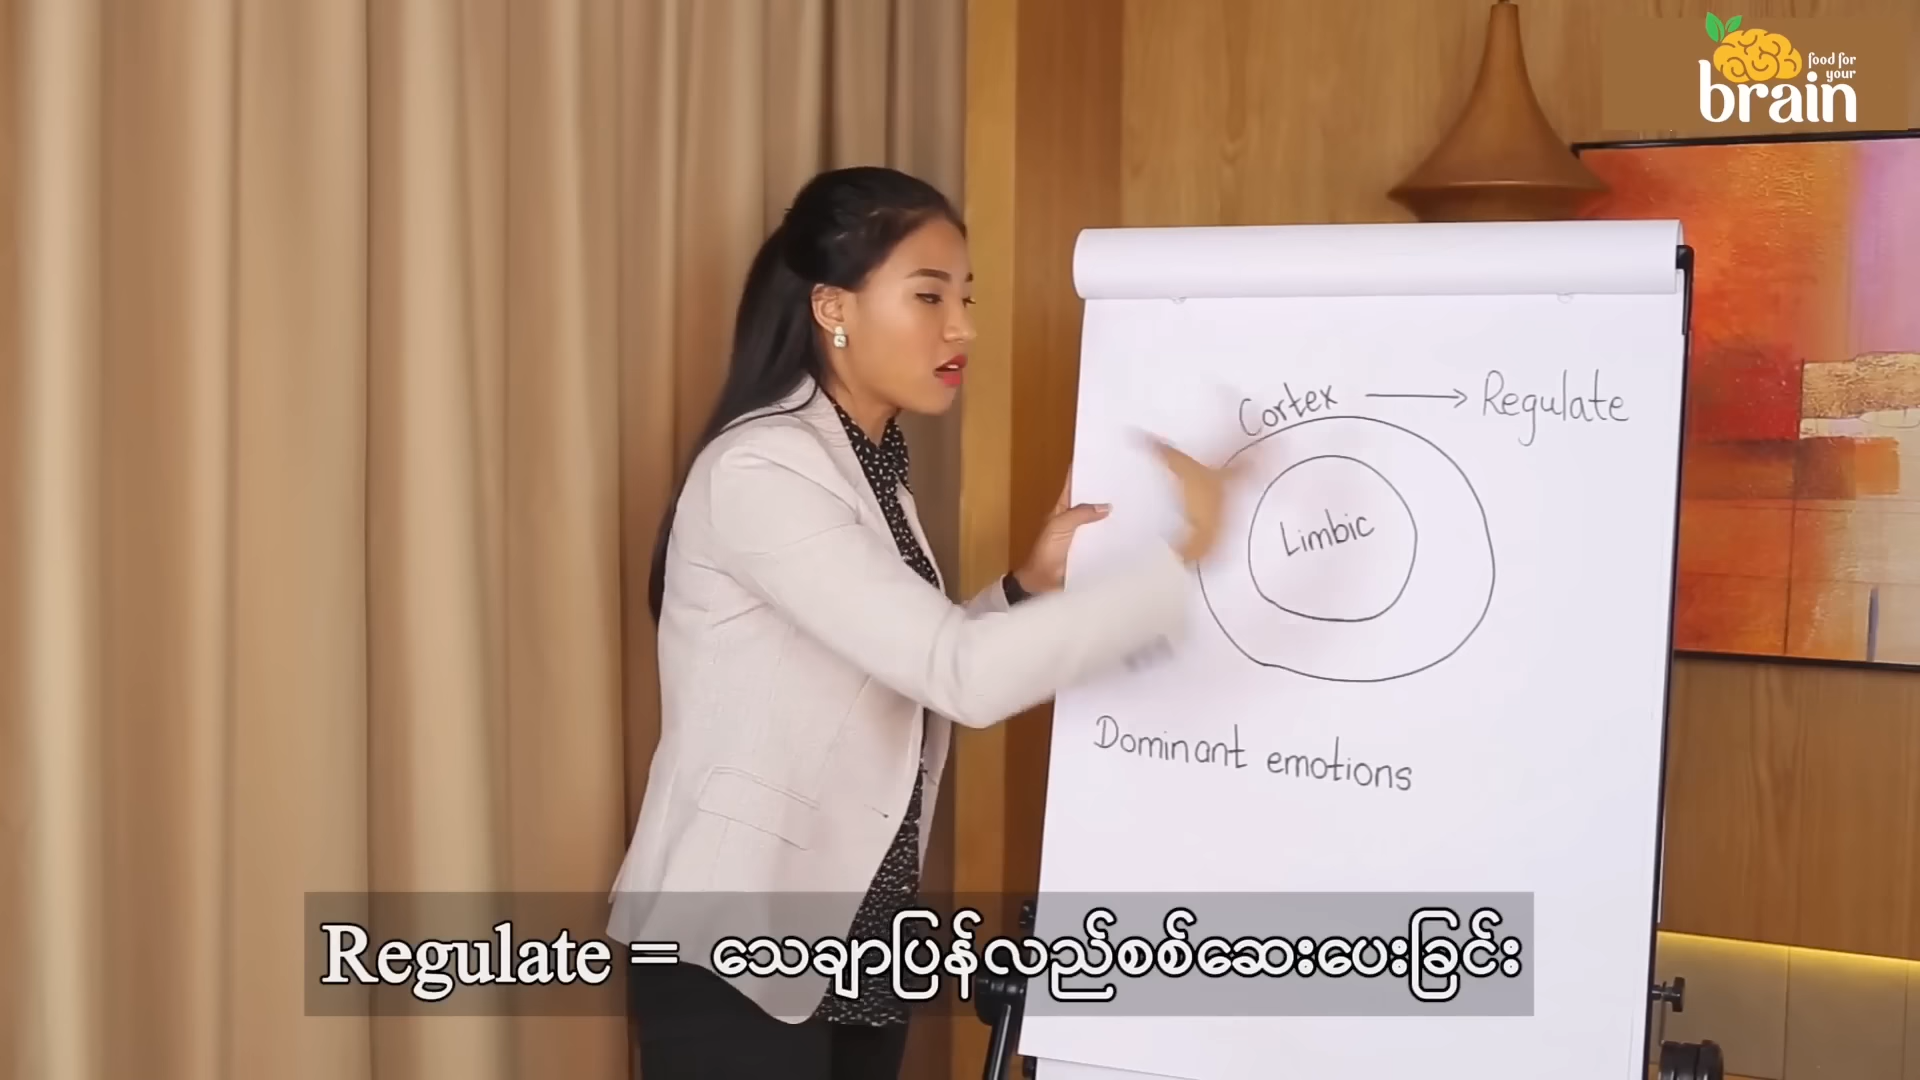 food for
your
brain
Cortex → Regulate
Limbic
Dominant emotions
Regulate = သေချာပြန်လည်စစ်ဆေးပေးခြင်း